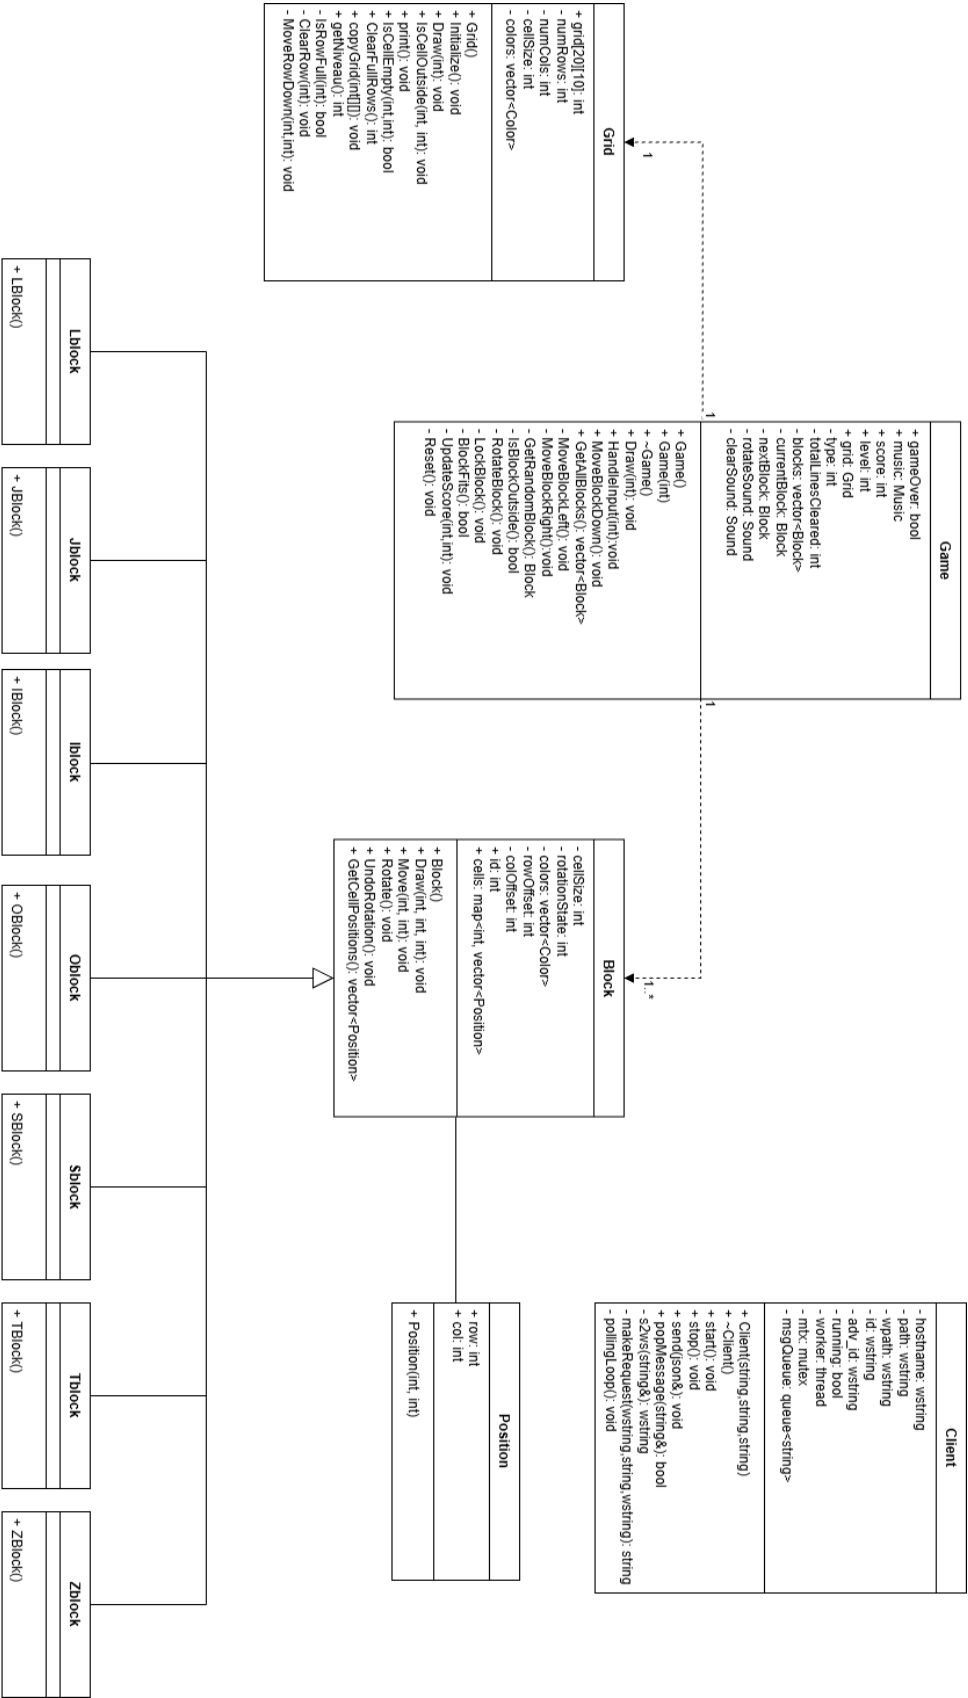 Game
+ gameOver: bool
+ music: Music
+ score: int
+ level: int
+ grid: Grid
- type: int
- totalLinesCleared: int
- blocks: vector<Block>
- currentBlock: Block
- nextBlock: Block
- rotateSound: Sound
- clearSound: Sound
+ Game()
+ Game(int)
+ ~Game()
+ Draw(int): void
+ HandleInput(int):void
+ MoveBlockDown(): void
+ GetAllBlocks(): vector<Block>
- MoveBlockLeft(): void
- MoveBlockRight():void
- GetRandomBlock(): Block
- IsBlockOutside(): bool
- RotateBlock(): void
- LockBlock(): void
- BlockFits(): bool
- UpdateScore(int,int): void
- Reset(): void
1
1
1
1..*
Client
- hostname: wstring
- path: wstring
- wpath: wstring
- id: wstring
- adv_id: wstring
- running: bool
- worker: thread
- mtx: mutex
- msgQueue: queue<string>
+ Client(string,string,string)
+ ~Client()
+ start(): void
+ stop(): void
+ send(json&): void
+ popMessage(string&): bool
- s2ws(string&): wstring
- makeRequest(wstring,string,wstring): string
- pollingLoop(): void
Grid
+ grid[20][10]: int
- numRows: int
- numCols: int
- cellSize: int
- colors: vector<Color>
+ Grid()
+ Initialize(): void
+ Draw(int): void
+ IsCellOutside(int, int): void
+ print(): void
+ IsCellEmpty(int,int): bool
+ ClearFullRows(): int
+ copyGrid(int[][]): void
+ getNiveau(): int
- IsRowFull(int): bool
- ClearRow(int): void
- MoveRowDown(int,int): void
Block
- cellSize: int
- rotationState: int
- colors: vector<Color>
- rowOffset: int
- colOffset: int
+ id: int
+ cells: map<int, vector<Position>
+ Block()
+ Draw(int, int, int): void
+ Move(int, int): void
+ Rotate(): void
+ UndoRotation(): void
+ GetCellPositions(): vector<Position>
Position
+ row: int
+ col: int
+ Position(int, int)
Lblock
+ LBlock()
Jblock
+ JBlock()
Iblock
+ IBlock()
Oblock
+ OBlock()
Sblock
+ SBlock()
Tblock
+ TBlock()
Zblock
+ ZBlock()